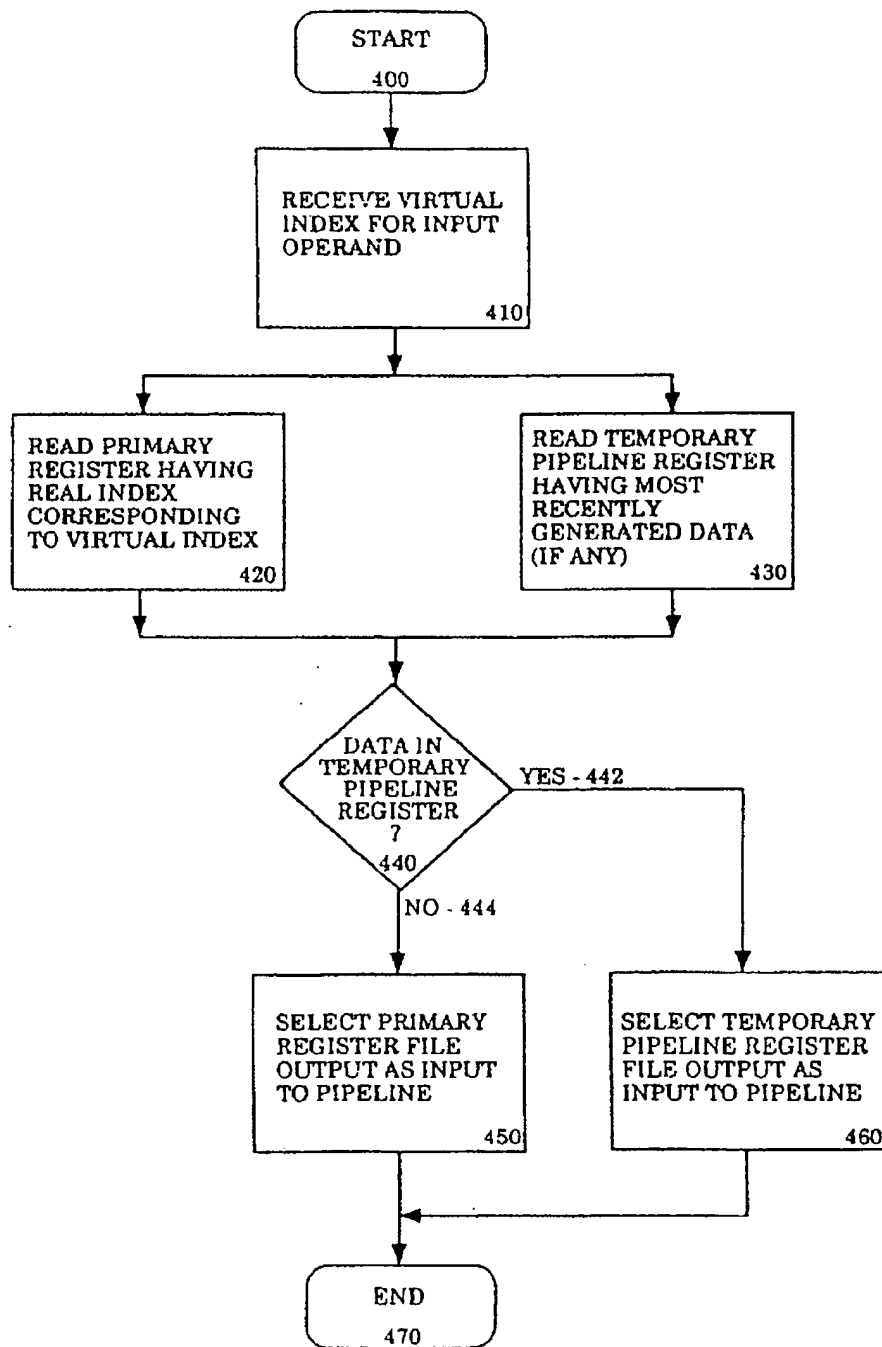 START
400
RECEIVE VIRTUAL
INDEX FOR INPUT
OPERAND
410
READ PRIMARY
REGISTER HAVING
REAL INDEX
CORRESPONDING
TO VIRTUAL INDEX
420
READ TEMPORARY
PIPELINE REGISTER
HAVING MOST
RECENTLY
GENERATED DATA
(IF ANY)
430
DATA IN
TEMPORARY
PIPELINE
REGISTER
?
440
YES - 442
NO - 444
SELECT PRIMARY
REGISTER FILE
OUTPUT AS INPUT
TO PIPELINE
450
SELECT TEMPORARY
PIPELINE REGISTER
FILE OUTPUT AS
INPUT TO PIPELINE
460
END
470